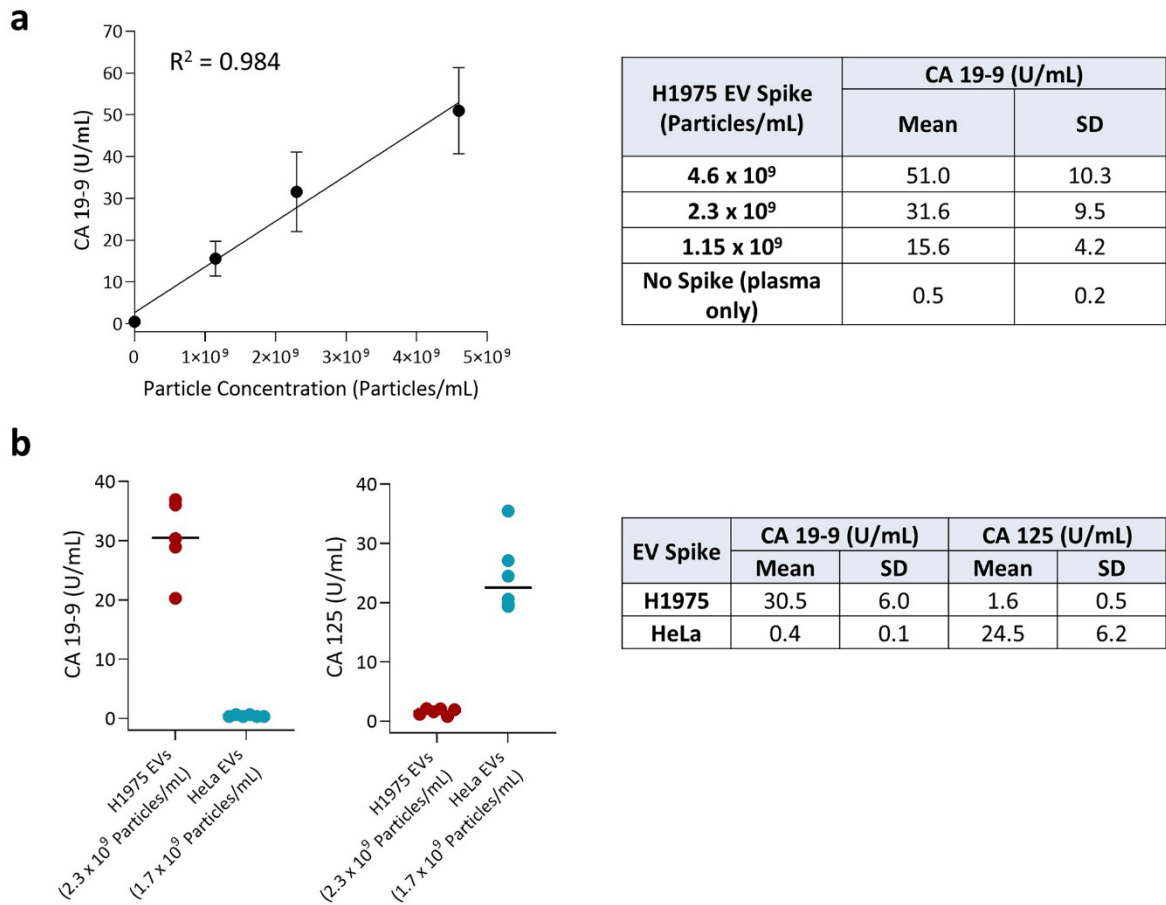 a
R² = 0.984
CA 19-9 (U/mL)
70
60
50
40
30
20
10
0
0
1×10⁹
2×10⁹
3×10⁹
4×10⁹
5×10⁹
Particle Concentration (Particles/mL)
H1975 EV Spike (Particles/mL) CA 19-9 (U/mL)
Mean SD
4.6 x 10⁹ 51.0 10.3
2.3 x 10⁹ 31.6 9.5
1.15 x 10⁹ 15.6 4.2
No Spike (plasma only) 0.5 0.2
b
CA 19-9 (U/mL)
40
30
20
10
0
H1975 EVs
(2.3 x 10⁹ Particles/mL)
HeLa EVs
(1.7 x 10⁹ Particles/mL)
CA 125 (U/mL)
40
30
20
10
0
H1975 EVs
(2.3 x 10⁹ Particles/mL)
HeLa EVs
(1.7 x 10⁹ Particles/mL)
EV Spike CA 19-9 (U/mL) CA 125 (U/mL)
Mean SD Mean SD
H1975 30.5 6.0 1.6 0.5
HeLa 0.4 0.1 24.5 6.2